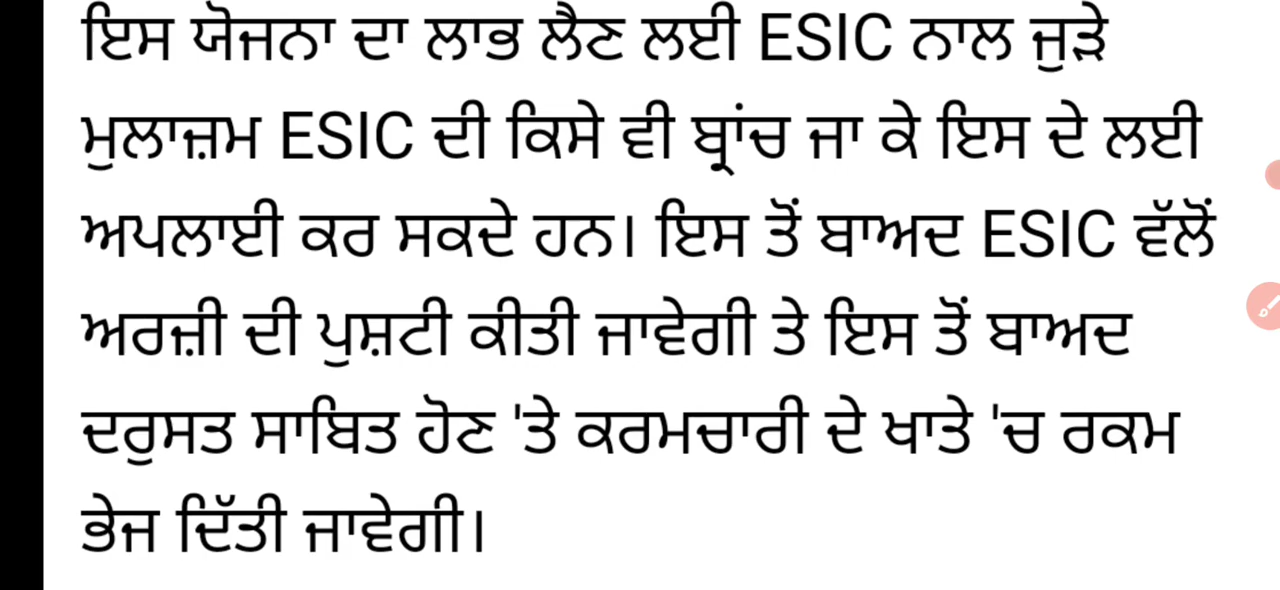 ਇਸ ਯੋਜਨਾ ਦਾ ਲਾਭ ਲੈਣ ਲਈ ESIC ਨਾਲ ਜੁੜੇ
ਮੁਲਾਜ਼ਮ ESIC ਦੀ ਕਿਸੇ ਵੀ ਬ੍ਰਾਂਚ ਜਾ ਕੇ ਇਸ ਦੇ ਲਈ
ਅਪਲਾਈ ਕਰ ਸਕਦੇ ਹਨ। ਇਸ ਤੋਂ ਬਾਅਦ ESIC ਵੱਲੋਂ
ਅਰਜ਼ੀ ਦੀ ਪੁਸ਼ਟੀ ਕੀਤੀ ਜਾਵੇਗੀ ਤੇ ਇਸ ਤੋਂ ਬਾਅਦ
ਦਰੁਸਤ ਸਾਬਿਤ ਹੋਣ 'ਤੇ ਕਰਮਚਾਰੀ ਦੇ ਖਾਤੇ 'ਚ ਰਕਮ
ਭੇਜ ਦਿੱਤੀ ਜਾਵੇਗੀ।